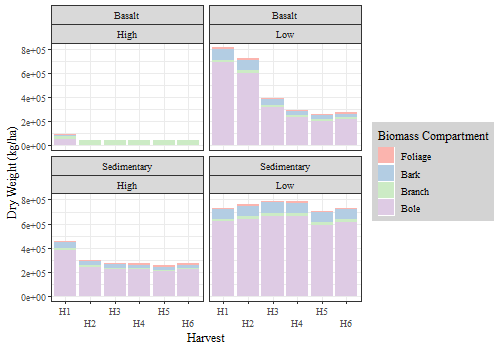 Basalt Basalt
High Low
8e+05
6e+05
4e+05
2e+05
0e+00
Sedimentary Sedimentary
High Low
8e+05
6e+05
4e+05
2e+05
0e+00
H1 H3 H5 H1 H3 H5
H2 H4 H6 H2 H4 H6
Harvest
Dry Weight (kg/ha)
Biomass Compartment
Foliage
Bark
Branch
Bole